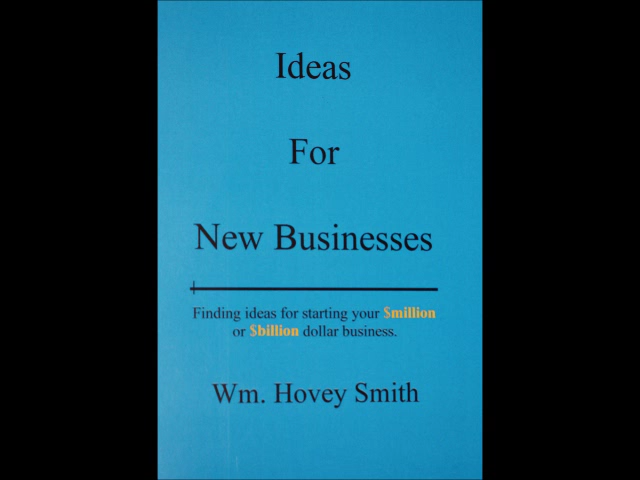 Ideas
For
New Businesses
Finding ideas for starting your $million
or $billion dollar business.
Wm. Hovey Smith